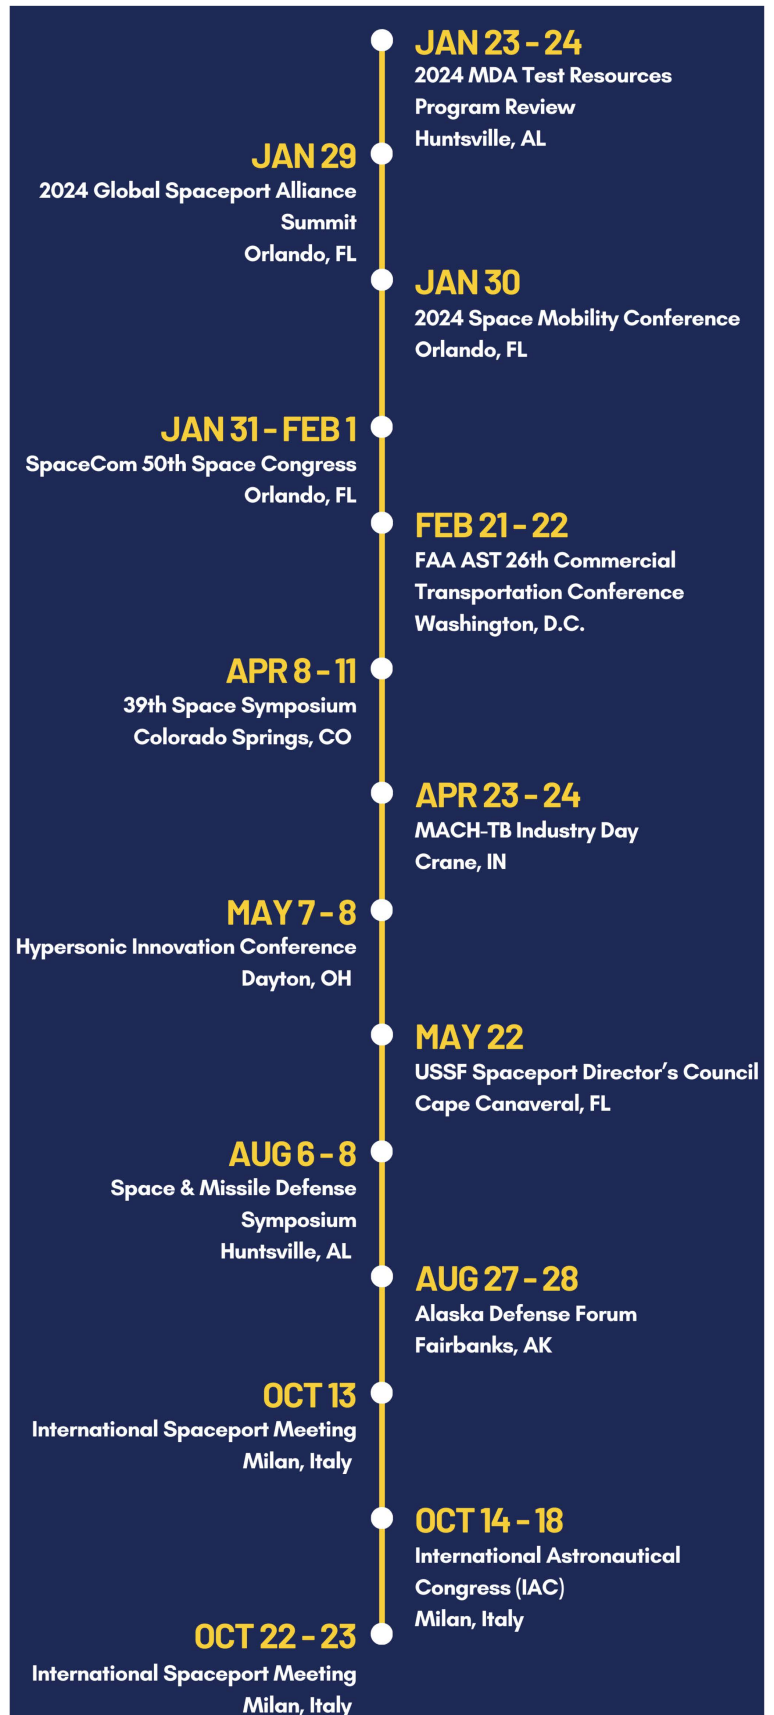 JAN 23 - 24
2024 MDA Test Resources
Program Review
Huntsville, AL
JAN 29
2024 Global Spaceport Alliance
Summit
Orlando, FL
JAN 30
2024 Space Mobility Conference
Orlando, FL
JAN 31 - FEB 1
SpaceCom 50th Space Congress
Orlando, FL
FEB 21 - 22
FAA AST 26th Commercial
Transportation Conference
Washington, D.C.
APR 8 - 11
39th Space Symposium
Colorado Springs, CO
APR 23 - 24
MACH-TB Industry Day
Crane, IN
MAY 7 - 8
Hypersonic Innovation Conference
Dayton, OH
MAY 22
USSF Spaceport Director's Council
Cape Canaveral, FL
AUG 6 - 8
Space & Missile Defense
Symposium
Huntsville, AL
AUG 27 - 28
Alaska Defense Forum
Fairbanks, AK
OCT 13
International Spaceport Meeting
Milan, Italy
OCT 14 - 18
International Astronautical
Congress (IAC)
Milan, Italy
OCT 22 - 23
International Spaceport Meeting
Milan, Italy